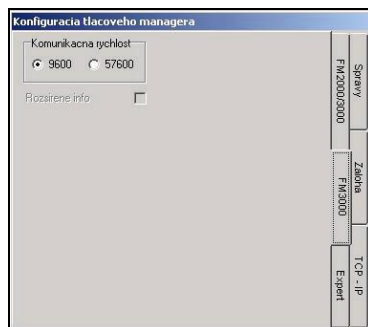 Konfiguracia tlacoveho managera
Komunikacna rychlost
9600 57600
Rozsirene info
FM2000/3000
FM3000
Expert
Spravy
Zaloha
TCP - IP